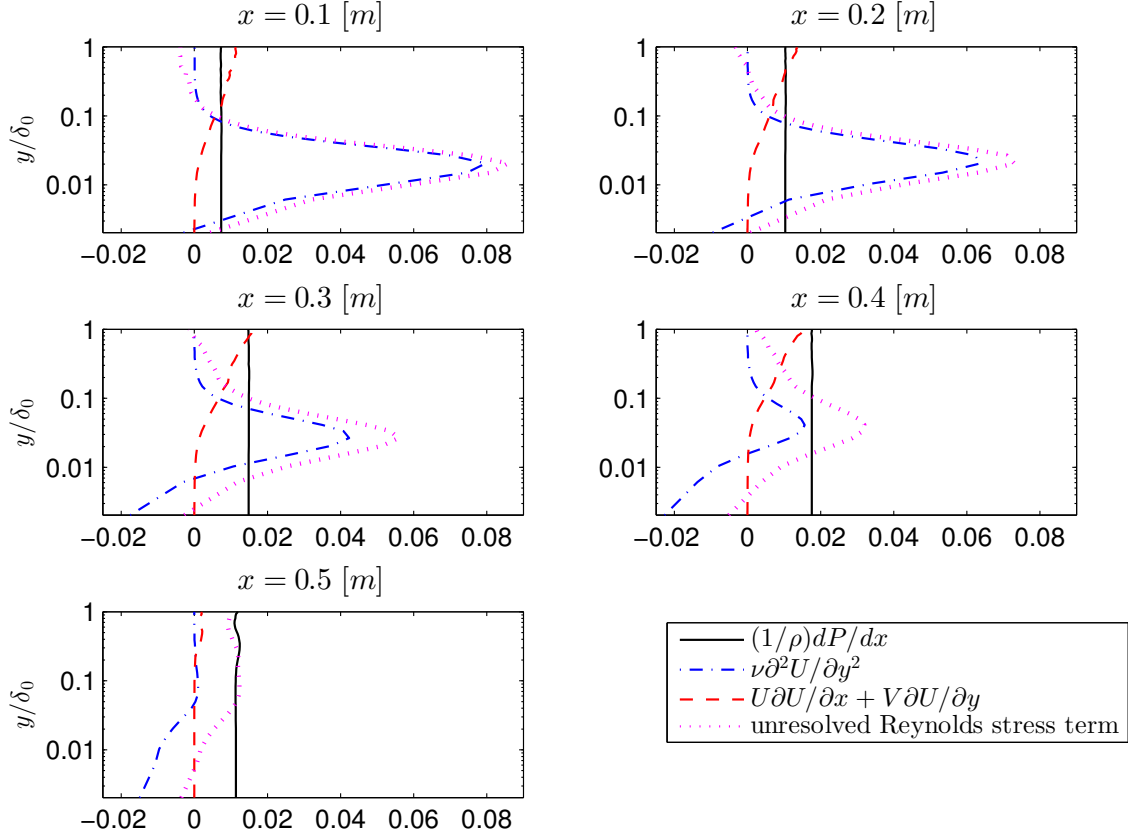 x = 0.1 [m]
x = 0.2 [m]
1
0.1
0.01
y/δ₀
−0.02 0 0.02 0.04 0.06 0.08
1
0.1
0.01
−0.02 0 0.02 0.04 0.06 0.08
x = 0.3 [m]
x = 0.4 [m]
1
0.1
0.01
y/δ₀
−0.02 0 0.02 0.04 0.06 0.08
1
0.1
0.01
−0.02 0 0.02 0.04 0.06 0.08
x = 0.5 [m]
1
0.1
0.01
y/δ₀
−0.02 0 0.02 0.04 0.06 0.08
(1/ρ)dP/dx
ν∂²U/∂y²
U∂U/∂x + V∂U/∂y
unresolved Reynolds stress term